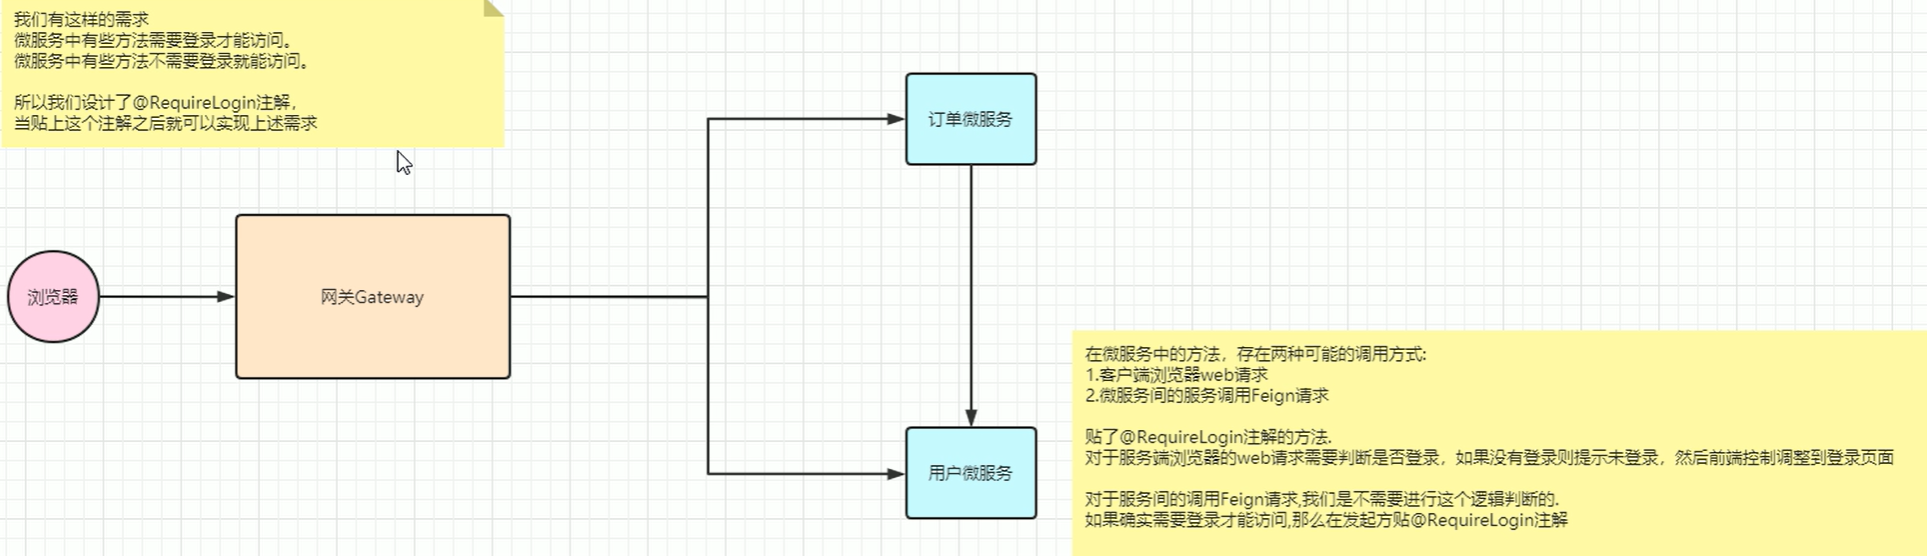 我们有这样的需求
微服务中有些方法需要登录才能访问。
微服务中有些方法不需要登录就能访问。
所以我们设计了@RequireLogin注解，
当贴上这个注解之后就可以实现上述需求
订单微服务
浏览器
网关Gateway
用户微服务
在微服务中的方法，存在两种可能的调用方式:
1.客户端浏览器web请求
2.微服务间的服务调用Feign请求
贴了@RequireLogin注解的方法.
对于服务端浏览器的web请求需要判断是否登录，如果没有登录则提示未登录，然后前端控制调整到登录页面
对于服务间的调用Feign请求,我们是不需要进行这个逻辑判断的.
如果确实需要登录才能访问,那么在发起方贴@RequireLogin注解